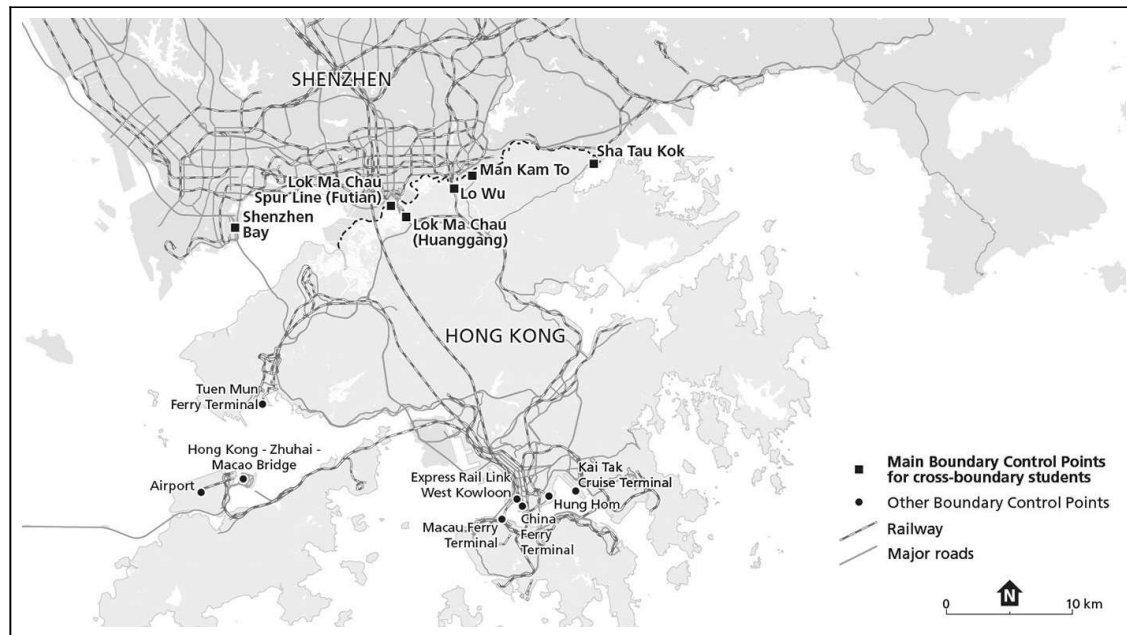 SHENZHEN
Sha Tau Kok
Man Kam To
Lo Wu
Lok Ma Chau
Spur Line (Futian)
Lok Ma Chau
(Huanggang)
Shenzhen
Bay
HONG KONG
Tuen Mun
Ferry Terminal
Hong Kong - Zhuhai -
Macao Bridge
Airport
Express Rail Link
West Kowloon
Kai Tak
Cruise Terminal
Hung Hom
China
Ferry
Terminal
Macau Ferry
Terminal
Main Boundary Control Points
for cross-boundary students
Other Boundary Control Points
Railway
Major roads
N
0 10 km